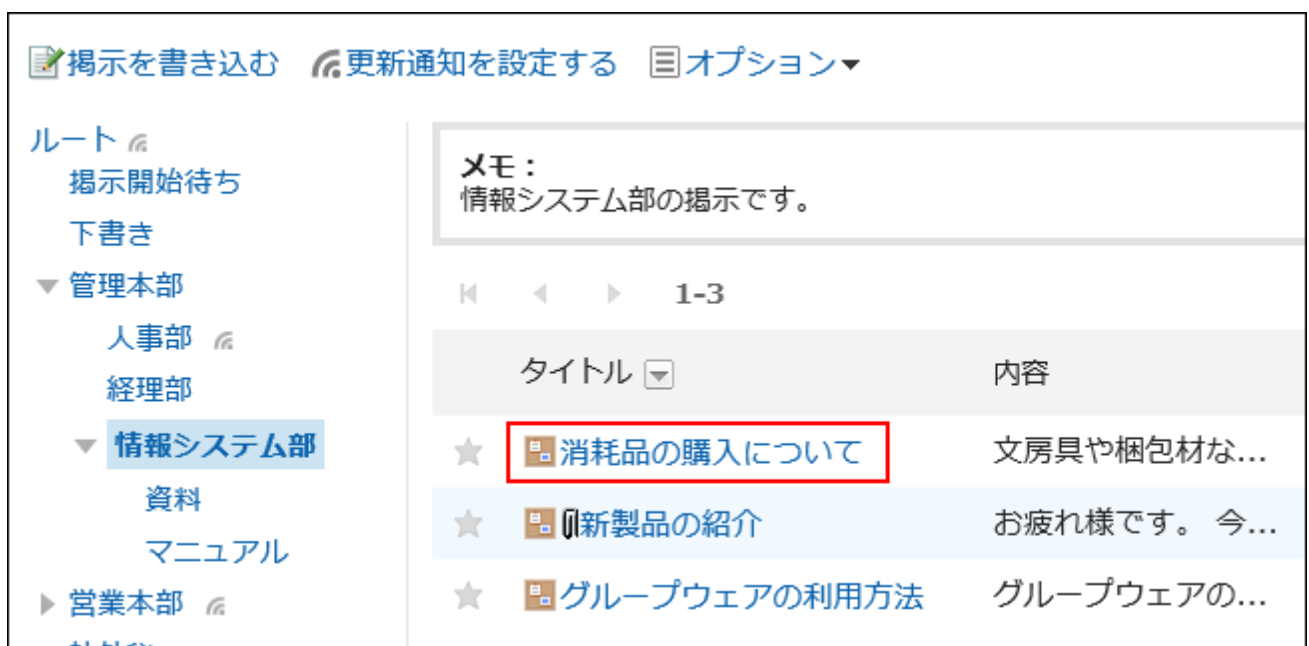 掲示を書き込む 更新通知を設定する オプション
ルート
掲示開始待ち
下書き
管理本部
人事部
経理部
情報システム部
資料
マニュアル
営業本部
メモ：
情報システム部の掲示です。
1-3
タイトル 内容
消耗品の購入について 文房具や梱包材な...
新製品の紹介 お疲れ様です。 今...
グループウェアの利用方法 グループウェアの...